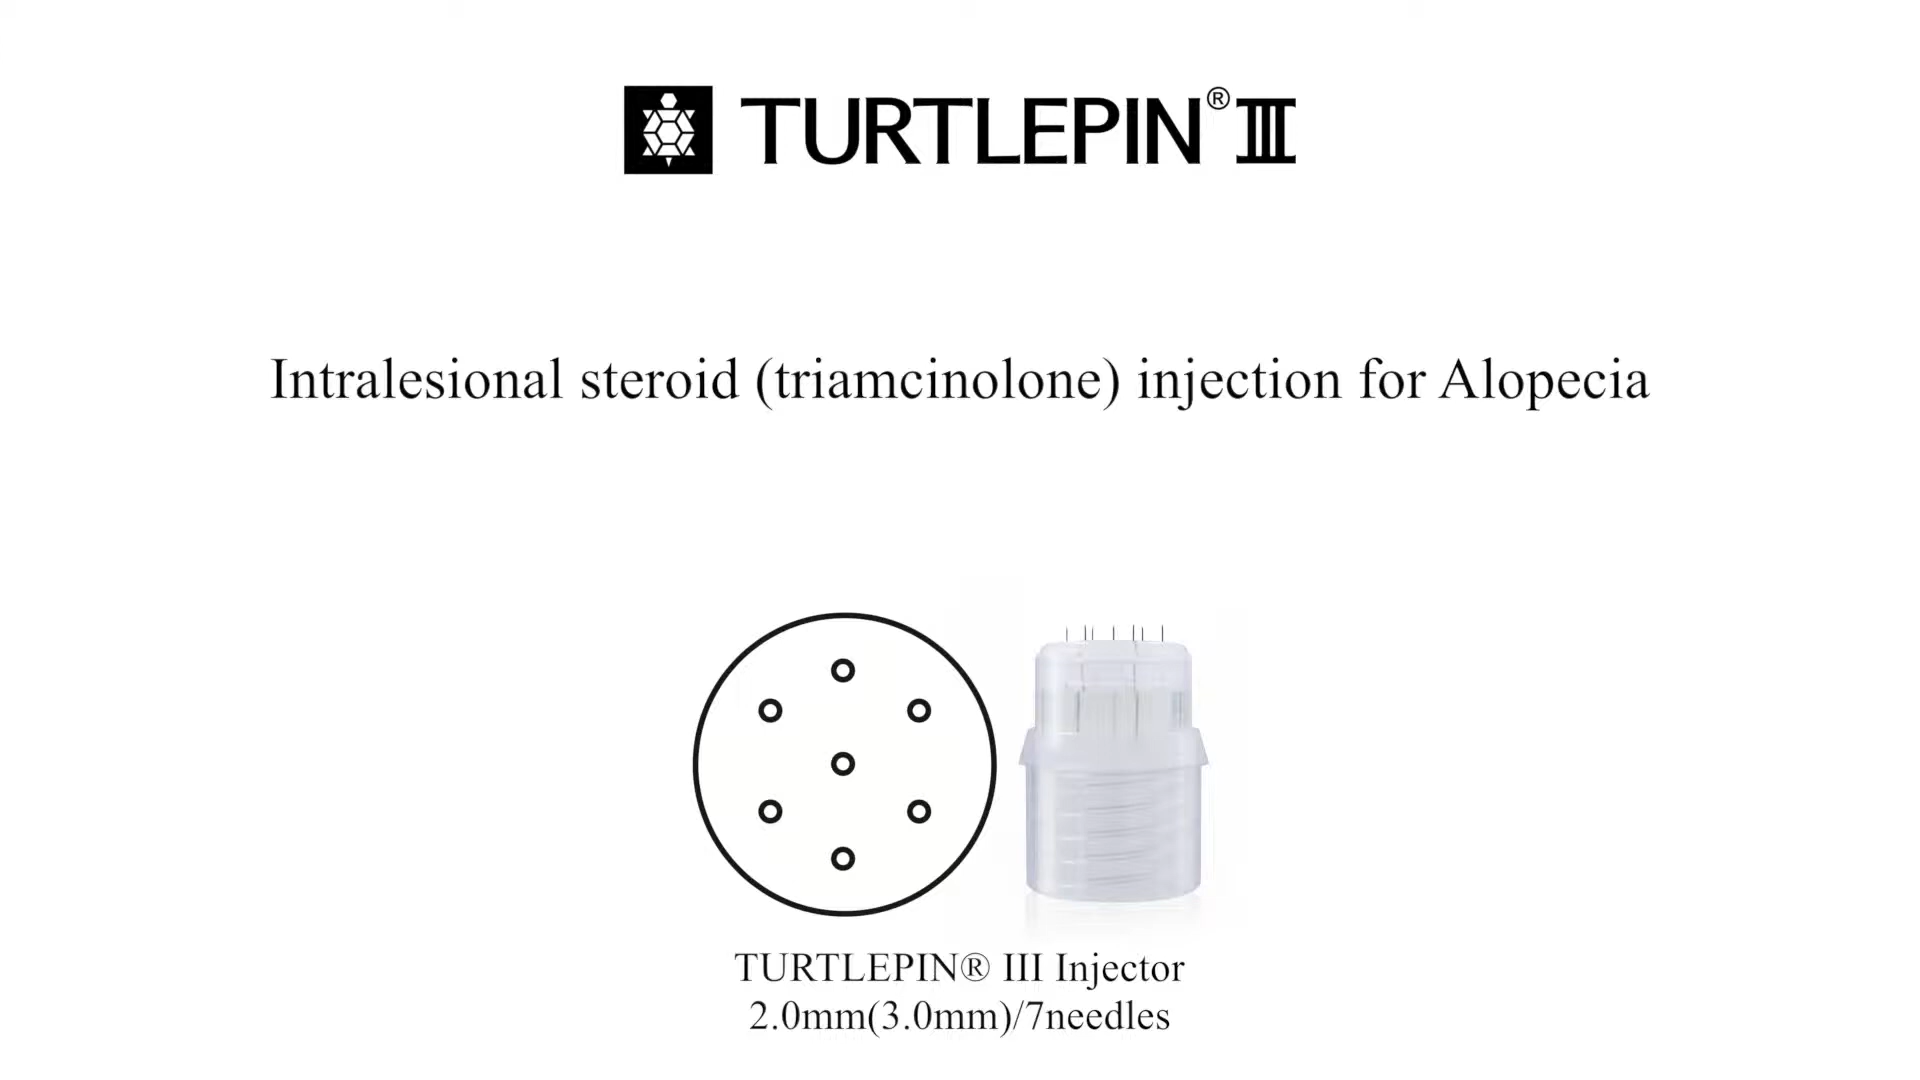 TURTLEPIN®III
Intralesional steroid (triamcinolone) injection for Alopecia
TURTLEPIN® III Injector
2.0mm(3.0mm)/7needles